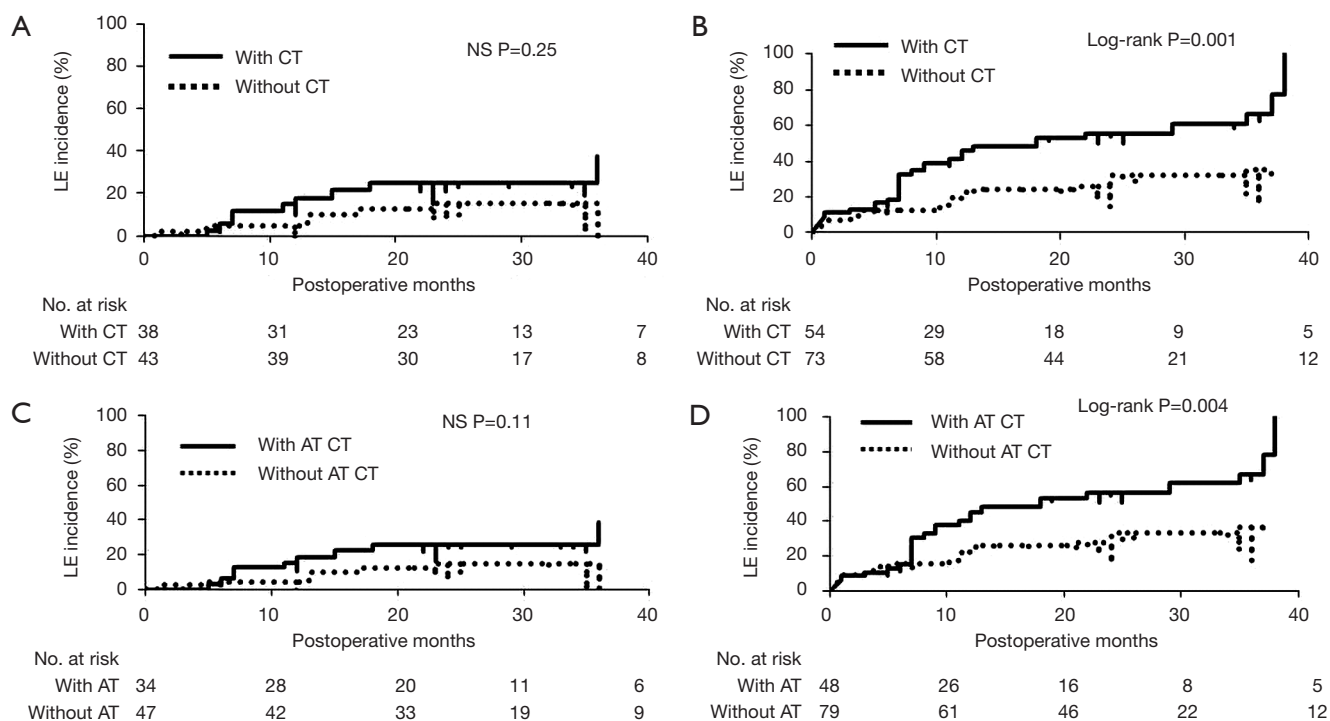 A
LE incidence (%)
100
80
60
40
20
0
With CT
Without CT
NS P=0.25
0 10 20 30 40
Postoperative months
No. at risk
With CT 38 31 23 13 7
Without CT 43 39 30 17 8
B
LE incidence (%)
100
80
60
40
20
0
With CT
Without CT
Log-rank P=0.001
0 10 20 30 40
Postoperative months
No. at risk
With CT 54 29 18 9 5
Without CT 73 58 44 21 12
C
LE incidence (%)
100
80
60
40
20
0
With AT CT
Without AT CT
NS P=0.11
0 10 20 30 40
Postoperative months
No. at risk
With AT 34 28 20 11 6
Without AT 47 42 33 19 9
D
LE incidence (%)
100
80
60
40
20
0
With AT CT
Without AT CT
Log-rank P=0.004
0 10 20 30 40
Postoperative months
No. at risk
With AT 48 26 16 8 5
Without AT 79 61 46 22 12